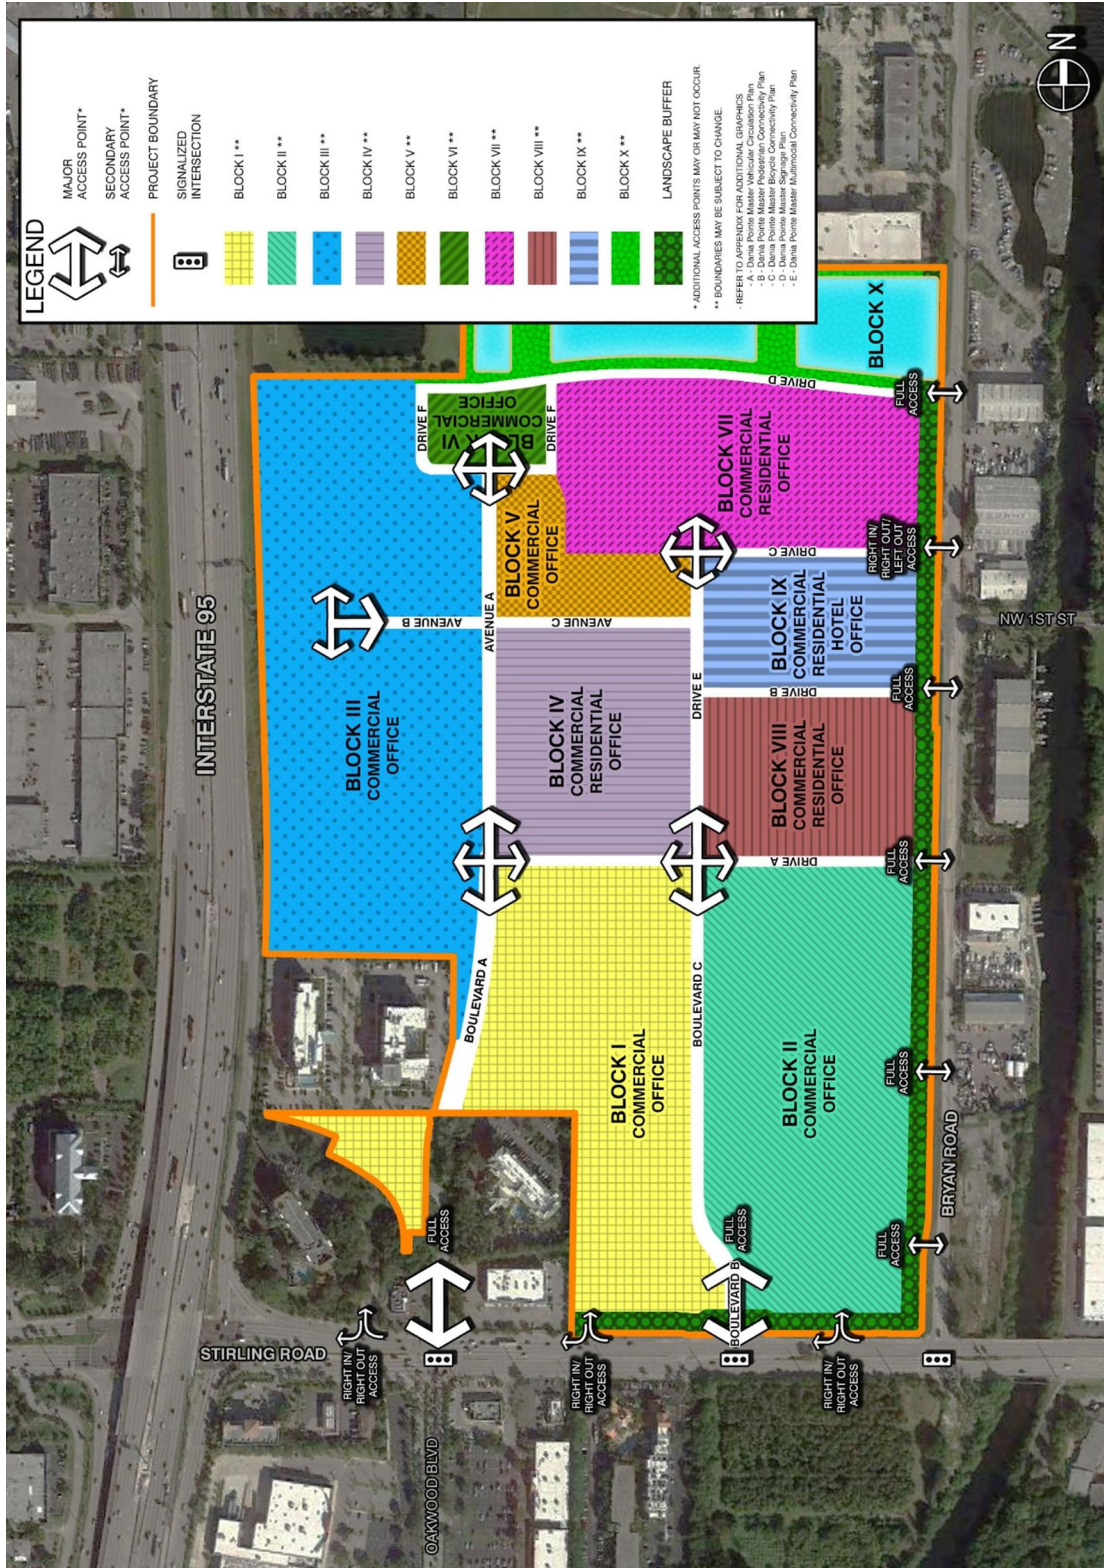 LEGEND
MAJOR
ACCESS POINT*
SECONDARY
ACCESS POINT*
PROJECT BOUNDARY
SIGNALIZED
INTERSECTION
BLOCK I **
BLOCK II **
BLOCK III **
BLOCK IV **
BLOCK V **
BLOCK VI **
BLOCK VII **
BLOCK VIII **
BLOCK IX **
BLOCK X **
LANDSCAPE BUFFER
* ADDITIONAL ACCESS POINTS MAY OR MAY NOT OCCUR.
** BOUNDARIES MAY BE SUBJECT TO CHANGE.
- REFER TO APPENDIX FOR ADDITIONAL GRAPHICS
- A - Dania Pointe Master Vehicular Circulation Plan
- B - Dania Pointe Master Pedestrian Connectivity Plan
- C - Dania Pointe Master Bicycle Connectivity Plan
- D - Dania Pointe Master Signage Plan
- E - Dania Pointe Master Multimodal Connectivity Plan
N
INTERSTATE 95
BLOCK III
COMMERCIAL
OFFICE
AVENUE B
DRIVE F
BLOCK VI
COMMERCIAL
OFFICE
DRIVE F
AVENUE A
BOULEVARD A
BLOCK V
COMMERCIAL
OFFICE
AVENUE C
BLOCK IV
COMMERCIAL
RESIDENTIAL
OFFICE
BLOCK I
COMMERCIAL
OFFICE
DRIVE E
BOULEVARD C
BLOCK VII
COMMERCIAL
RESIDENTIAL
OFFICE
DRIVE D
BLOCK X
DRIVE C
BLOCK IX
COMMERCIAL
RESIDENTIAL
HOTEL
OFFICE
DRIVE B
BLOCK VIII
COMMERCIAL
RESIDENTIAL
OFFICE
DRIVE A
BLOCK II
COMMERCIAL
OFFICE
BOULEVARD B
FULL
ACCESS
FULL
ACCESS
STIRLING ROAD
RIGHT IN/
RIGHT OUT
ACCESS
OAKWOOD BLVD
RIGHT IN/
RIGHT OUT
ACCESS
RIGHT IN/
RIGHT OUT
ACCESS
FULL
ACCESS
FULL
ACCESS
FULL
ACCESS
FULL
ACCESS
RIGHT IN/
RIGHT OUT/
LEFT OUT
ACCESS
FULL
ACCESS
BRYAN ROAD
NW 1ST ST